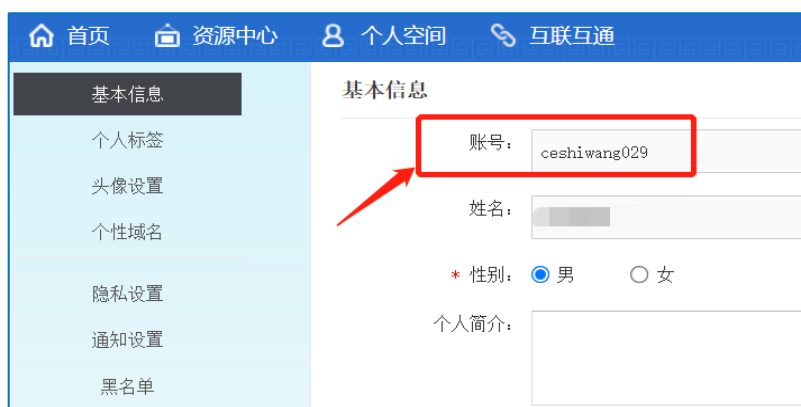 首页 资源中心 个人空间 互联互通
基本信息
个人标签
头像设置
个性域名
隐私设置
通知设置
黑名单
基本信息
账号： ceshiwang029
姓名：
* 性别： 男 女
个人简介：